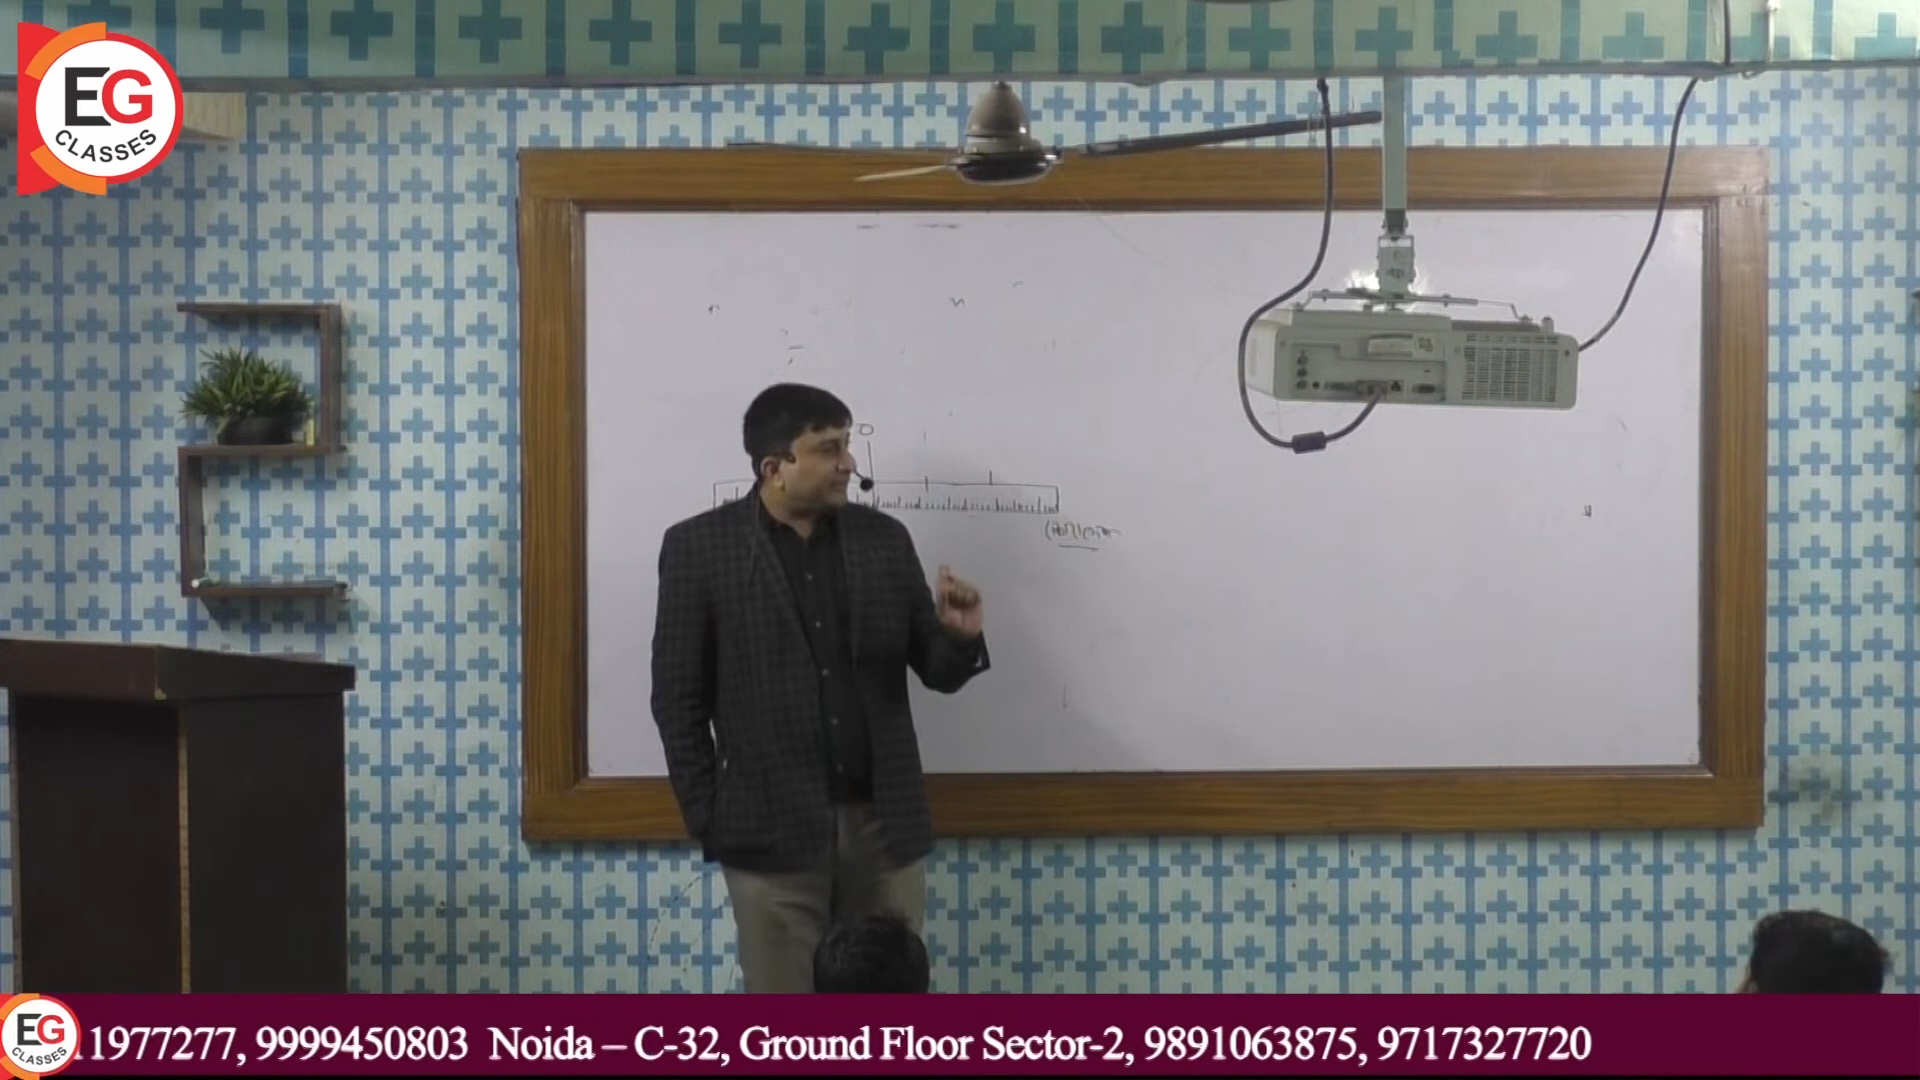 EG
CLASSES
EG
CLASSES
1977277, 9999450803 Noida – C-32, Ground Floor Sector-2, 9891063875, 9717327720